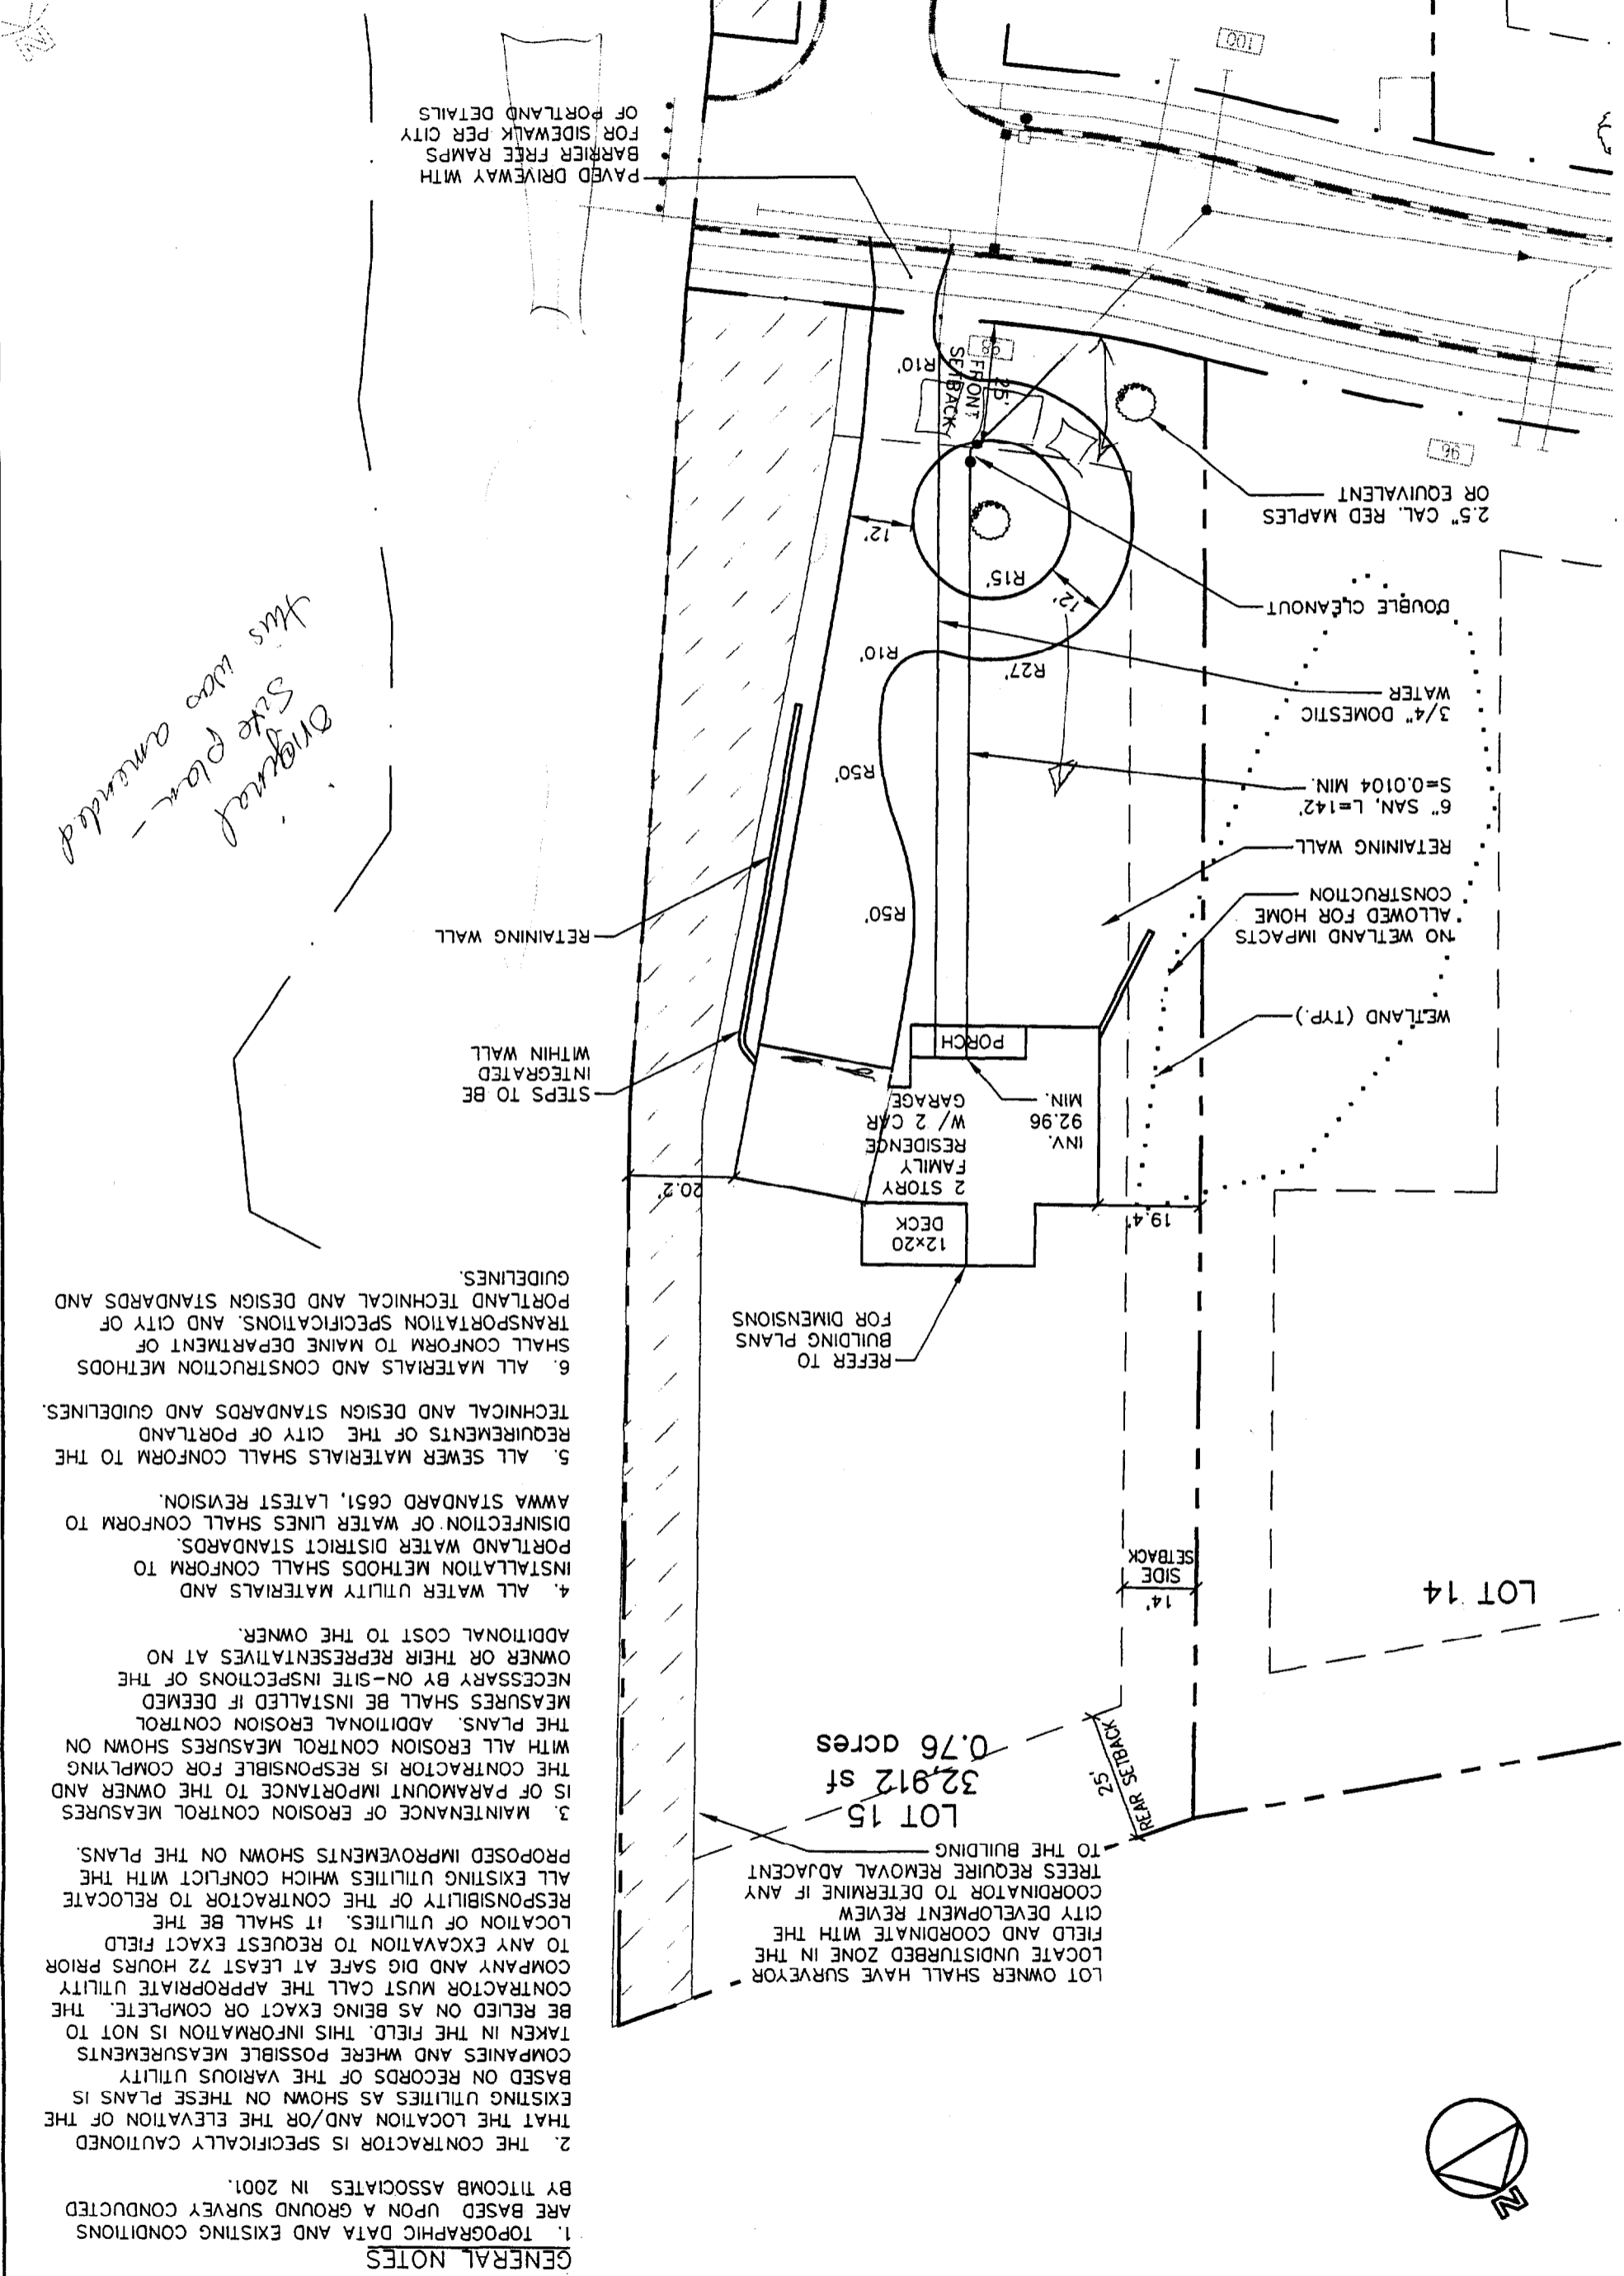 GENERAL NOTES
1. TOPOGRAPHIC DATA AND EXISTING CONDITIONS
ARE BASED UPON A GROUND SURVEY CONDUCTED
BY TITCOMB ASSOCIATES IN 2001.
2. THE CONTRACTOR IS SPECIFICALLY CAUTIONED
THAT THE LOCATION AND/OR THE ELEVATION OF THE
EXISTING UTILITIES AS SHOWN ON THESE PLANS IS
BASED ON RECORDS OF THE VARIOUS UTILITY
COMPANIES AND WHERE POSSIBLE MEASUREMENTS
TAKEN IN THE FIELD. THIS INFORMATION IS NOT TO
BE RELIED ON AS BEING EXACT OR COMPLETE. THE
CONTRACTOR MUST CALL THE APPROPRIATE UTILITY
COMPANY AND DIG SAFE AT LEAST 72 HOURS PRIOR
TO ANY EXCAVATION TO REQUEST EXACT FIELD
LOCATION OF UTILITIES. IT SHALL BE THE
RESPONSIBILITY OF THE CONTRACTOR TO RELOCATE
ALL EXISTING UTILITIES WHICH CONFLICT WITH THE
PROPOSED IMPROVEMENTS SHOWN ON THE PLANS.
3. MAINTENANCE OF EROSION CONTROL MEASURES
IS OF PARAMOUNT IMPORTANCE TO THE OWNER AND
THE CONTRACTOR IS RESPONSIBLE FOR COMPLYING
WITH ALL EROSION CONTROL MEASURES SHOWN ON
THE PLANS. ADDITIONAL EROSION CONTROL
MEASURES SHALL BE INSTALLED IF DEEMED
NECESSARY BY ON-SITE INSPECTIONS OF THE
OWNER OR THEIR REPRESENTATIVES AT NO
ADDITIONAL COST TO THE OWNER.
4. ALL WATER UTILITY MATERIALS AND
INSTALLATION METHODS SHALL CONFORM TO
PORTLAND WATER DISTRICT STANDARDS.
DISINFECTION OF WATER LINES SHALL CONFORM TO
AWWA STANDARD C651, LATEST REVISION.
5. ALL SEWER MATERIALS SHALL CONFORM TO THE
REQUIREMENTS OF THE CITY OF PORTLAND
TECHNICAL AND DESIGN STANDARDS AND GUIDELINES.
6. ALL MATERIALS AND CONSTRUCTION METHODS
SHALL CONFORM TO MAINE DEPARTMENT OF
TRANSPORTATION SPECIFICATIONS. AND CITY OF
PORTLAND TECHNICAL AND DESIGN STANDARDS AND
GUIDELINES.
N
LOT OWNER SHALL HAVE SURVEYOR
LOCATE UNDISTURBED ZONE IN THE
FIELD AND COORDINATE WITH THE
CITY DEVELOPMENT REVIEW
COORDINATOR TO DETERMINE IF ANY
TREES REQUIRE REMOVAL ADJACENT
TO THE BUILDING
LOT 15
32,912 sf
0.76 acres
25'
REAR SETBACK
14'
SIDE
SETBACK
LOT 14
REFER TO
BUILDING PLANS
FOR DIMENSIONS
12x20
DECK
19.4'
20.2'
2 STORY
FAMILY
RESIDENCE
W/ 2 CAR
GARAGE
INV.
92.96
MIN.
PORCH
STEPS TO BE
INTEGRATED
WITHIN WALL
RETAINING WALL
WETLAND (TYP.)
NO WETLAND IMPACTS
ALLOWED FOR HOME
CONSTRUCTION
RETAINING WALL
6" SAN, L=142'
S=0.0104 MIN.
3/4" DOMESTIC
WATER
DOUBLE CLEANOUT
2.5" CAL. RED MAPLES
OR EQUIVALENT
R50'
R50'
R10'
R27'
12'
R15'
12'
R10'
25'
FRONT
SETBACK
98
96
100
PAVED DRIVEWAY WITH
BARRIER FREE RAMPS
FOR SIDEWALK PER CITY
OF PORTLAND DETAILS
original
Site plan -
this was amended
N